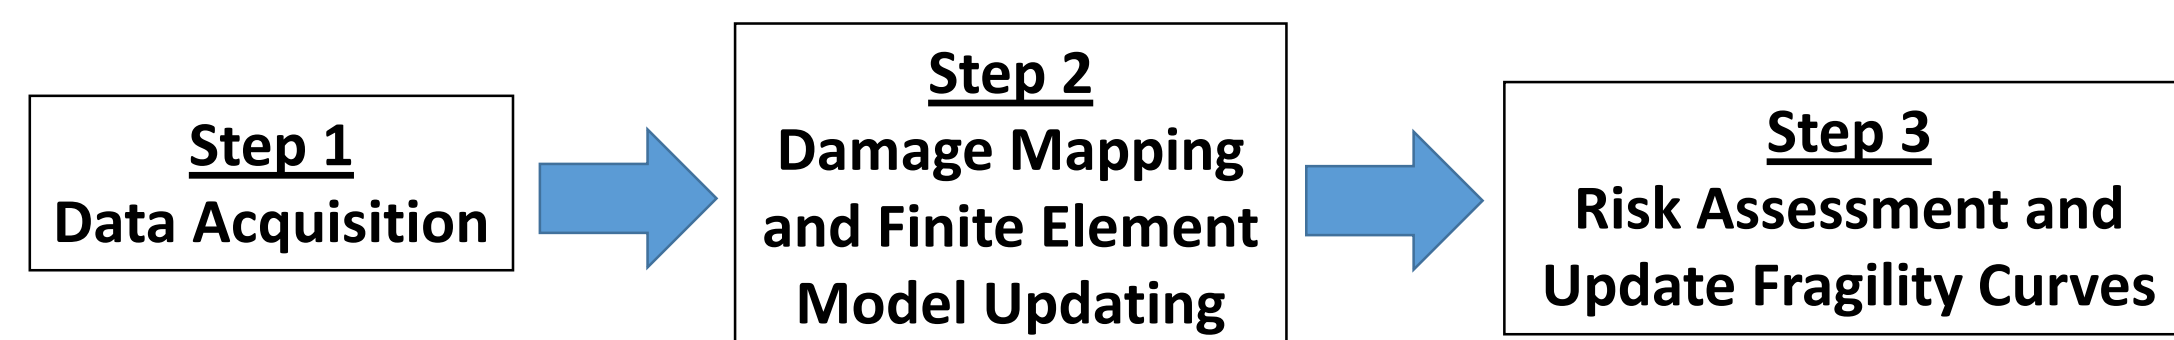 Step 1
Data Acquisition
Step 2
Damage Mapping
and Finite Element
Model Updating
Step 3
Risk Assessment and
Update Fragility Curves